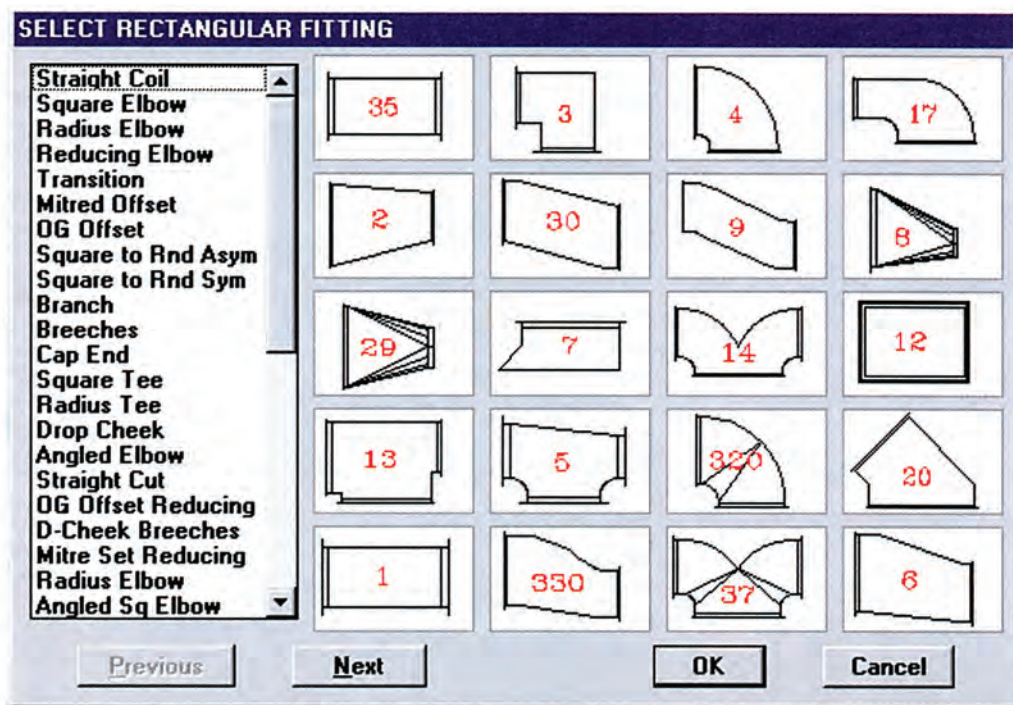 SELECT RECTANGULAR FITTING
Straight Coil
Square Elbow
Radius Elbow
Reducing Elbow
Transition
Mitred Offset
OG Offset
Square to Rnd Asym
Square to Rnd Sym
Branch
Breeches
Cap End
Square Tee
Radius Tee
Drop Cheek
Angled Elbow
Straight Cut
OG Offset Reducing
D-Cheek Breeches
Mitre Set Reducing
Radius Elbow
Angled Sq Elbow
35 3 4 17
2 30 9 8
29 7 14 12
13 5 320 20
1 330 37 6
Previous Next OK Cancel